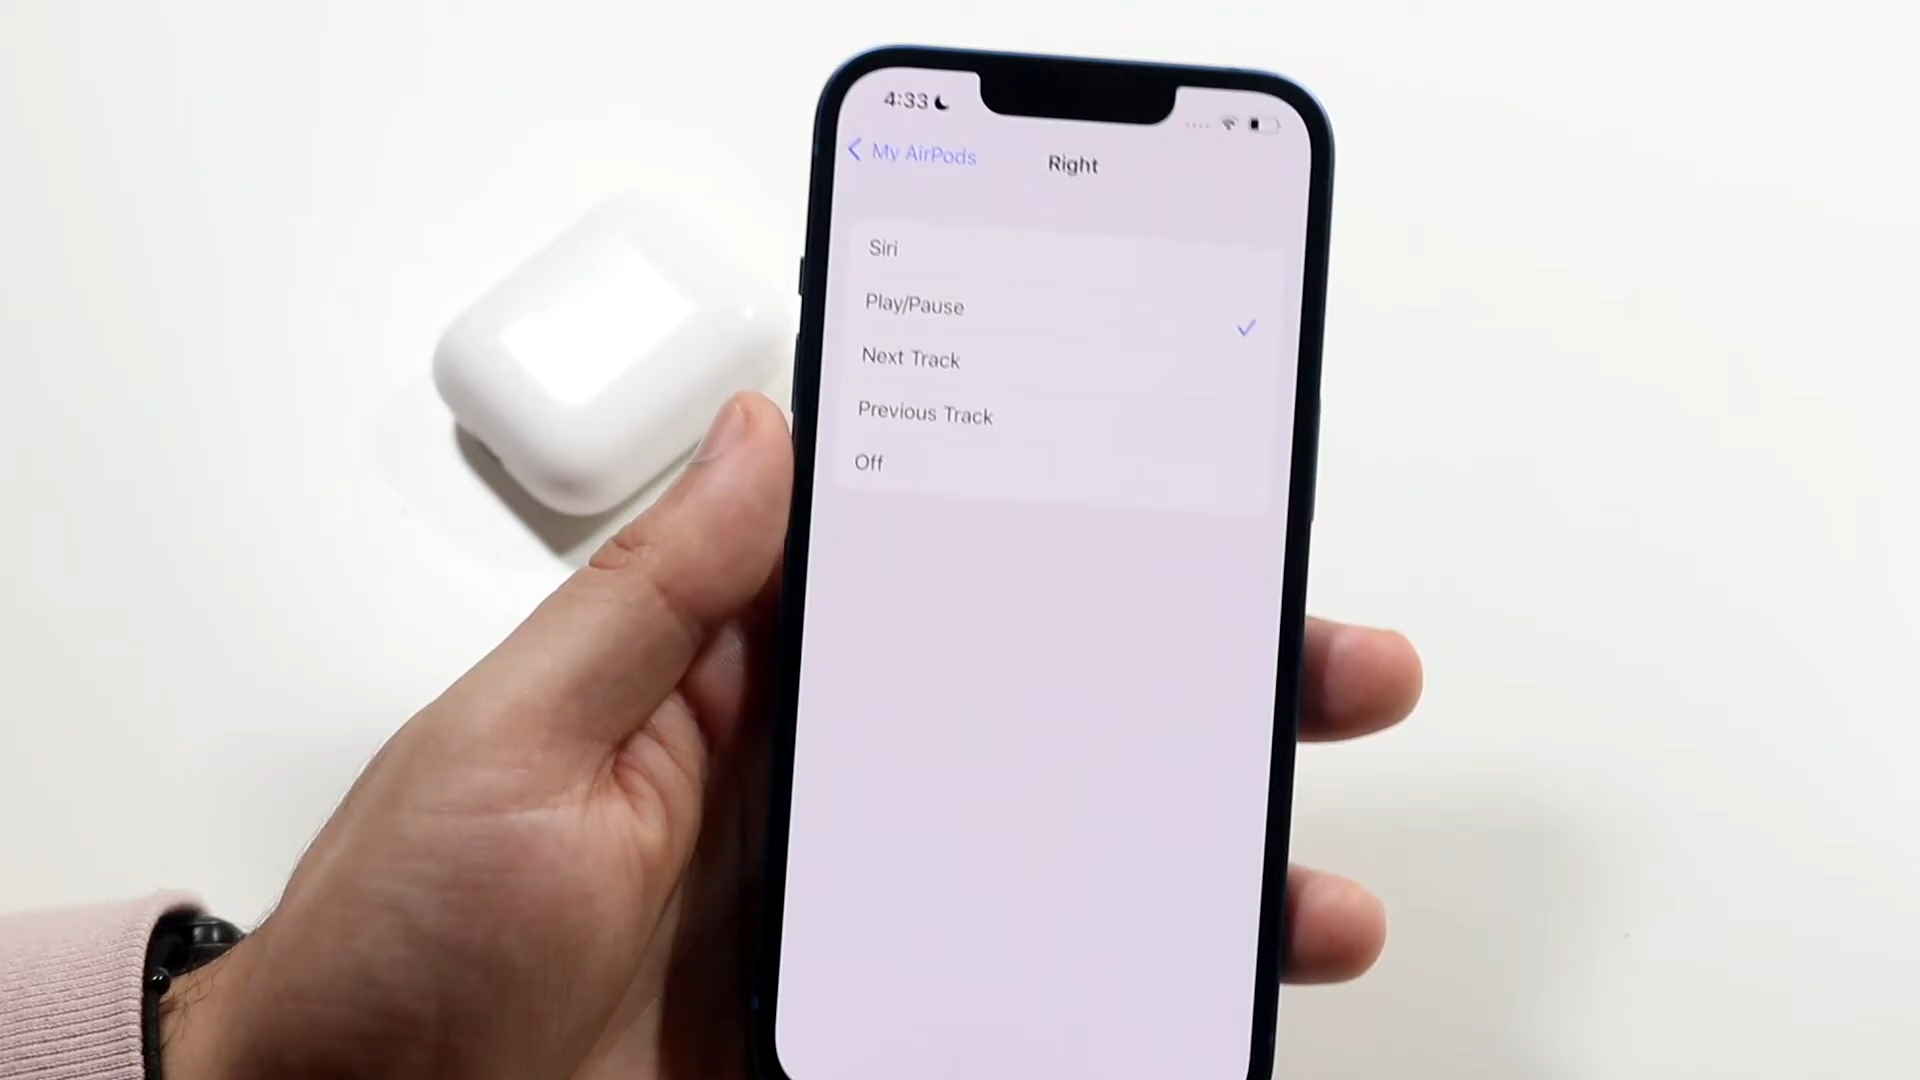 4:33
My AirPods
Right
Siri
Play/Pause
Next Track
Previous Track
Off